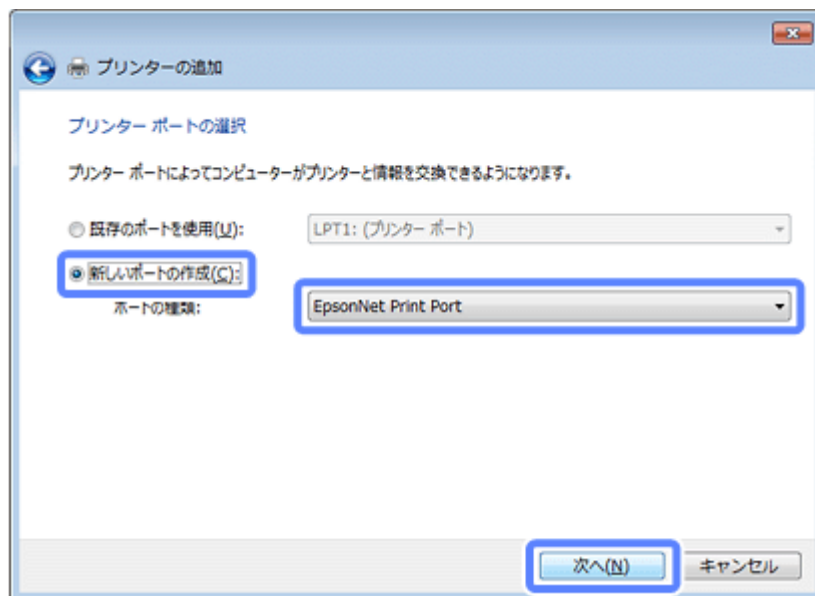 プリンターの追加
プリンター ポートの選択
プリンター ポートによってコンピューターがプリンターと情報を交換できるようになります。
既存のポートを使用(U): LPT1: (プリンター ポート)
新しいポートの作成(C):
ポートの種類: EpsonNet Print Port
次へ(N) キャンセル